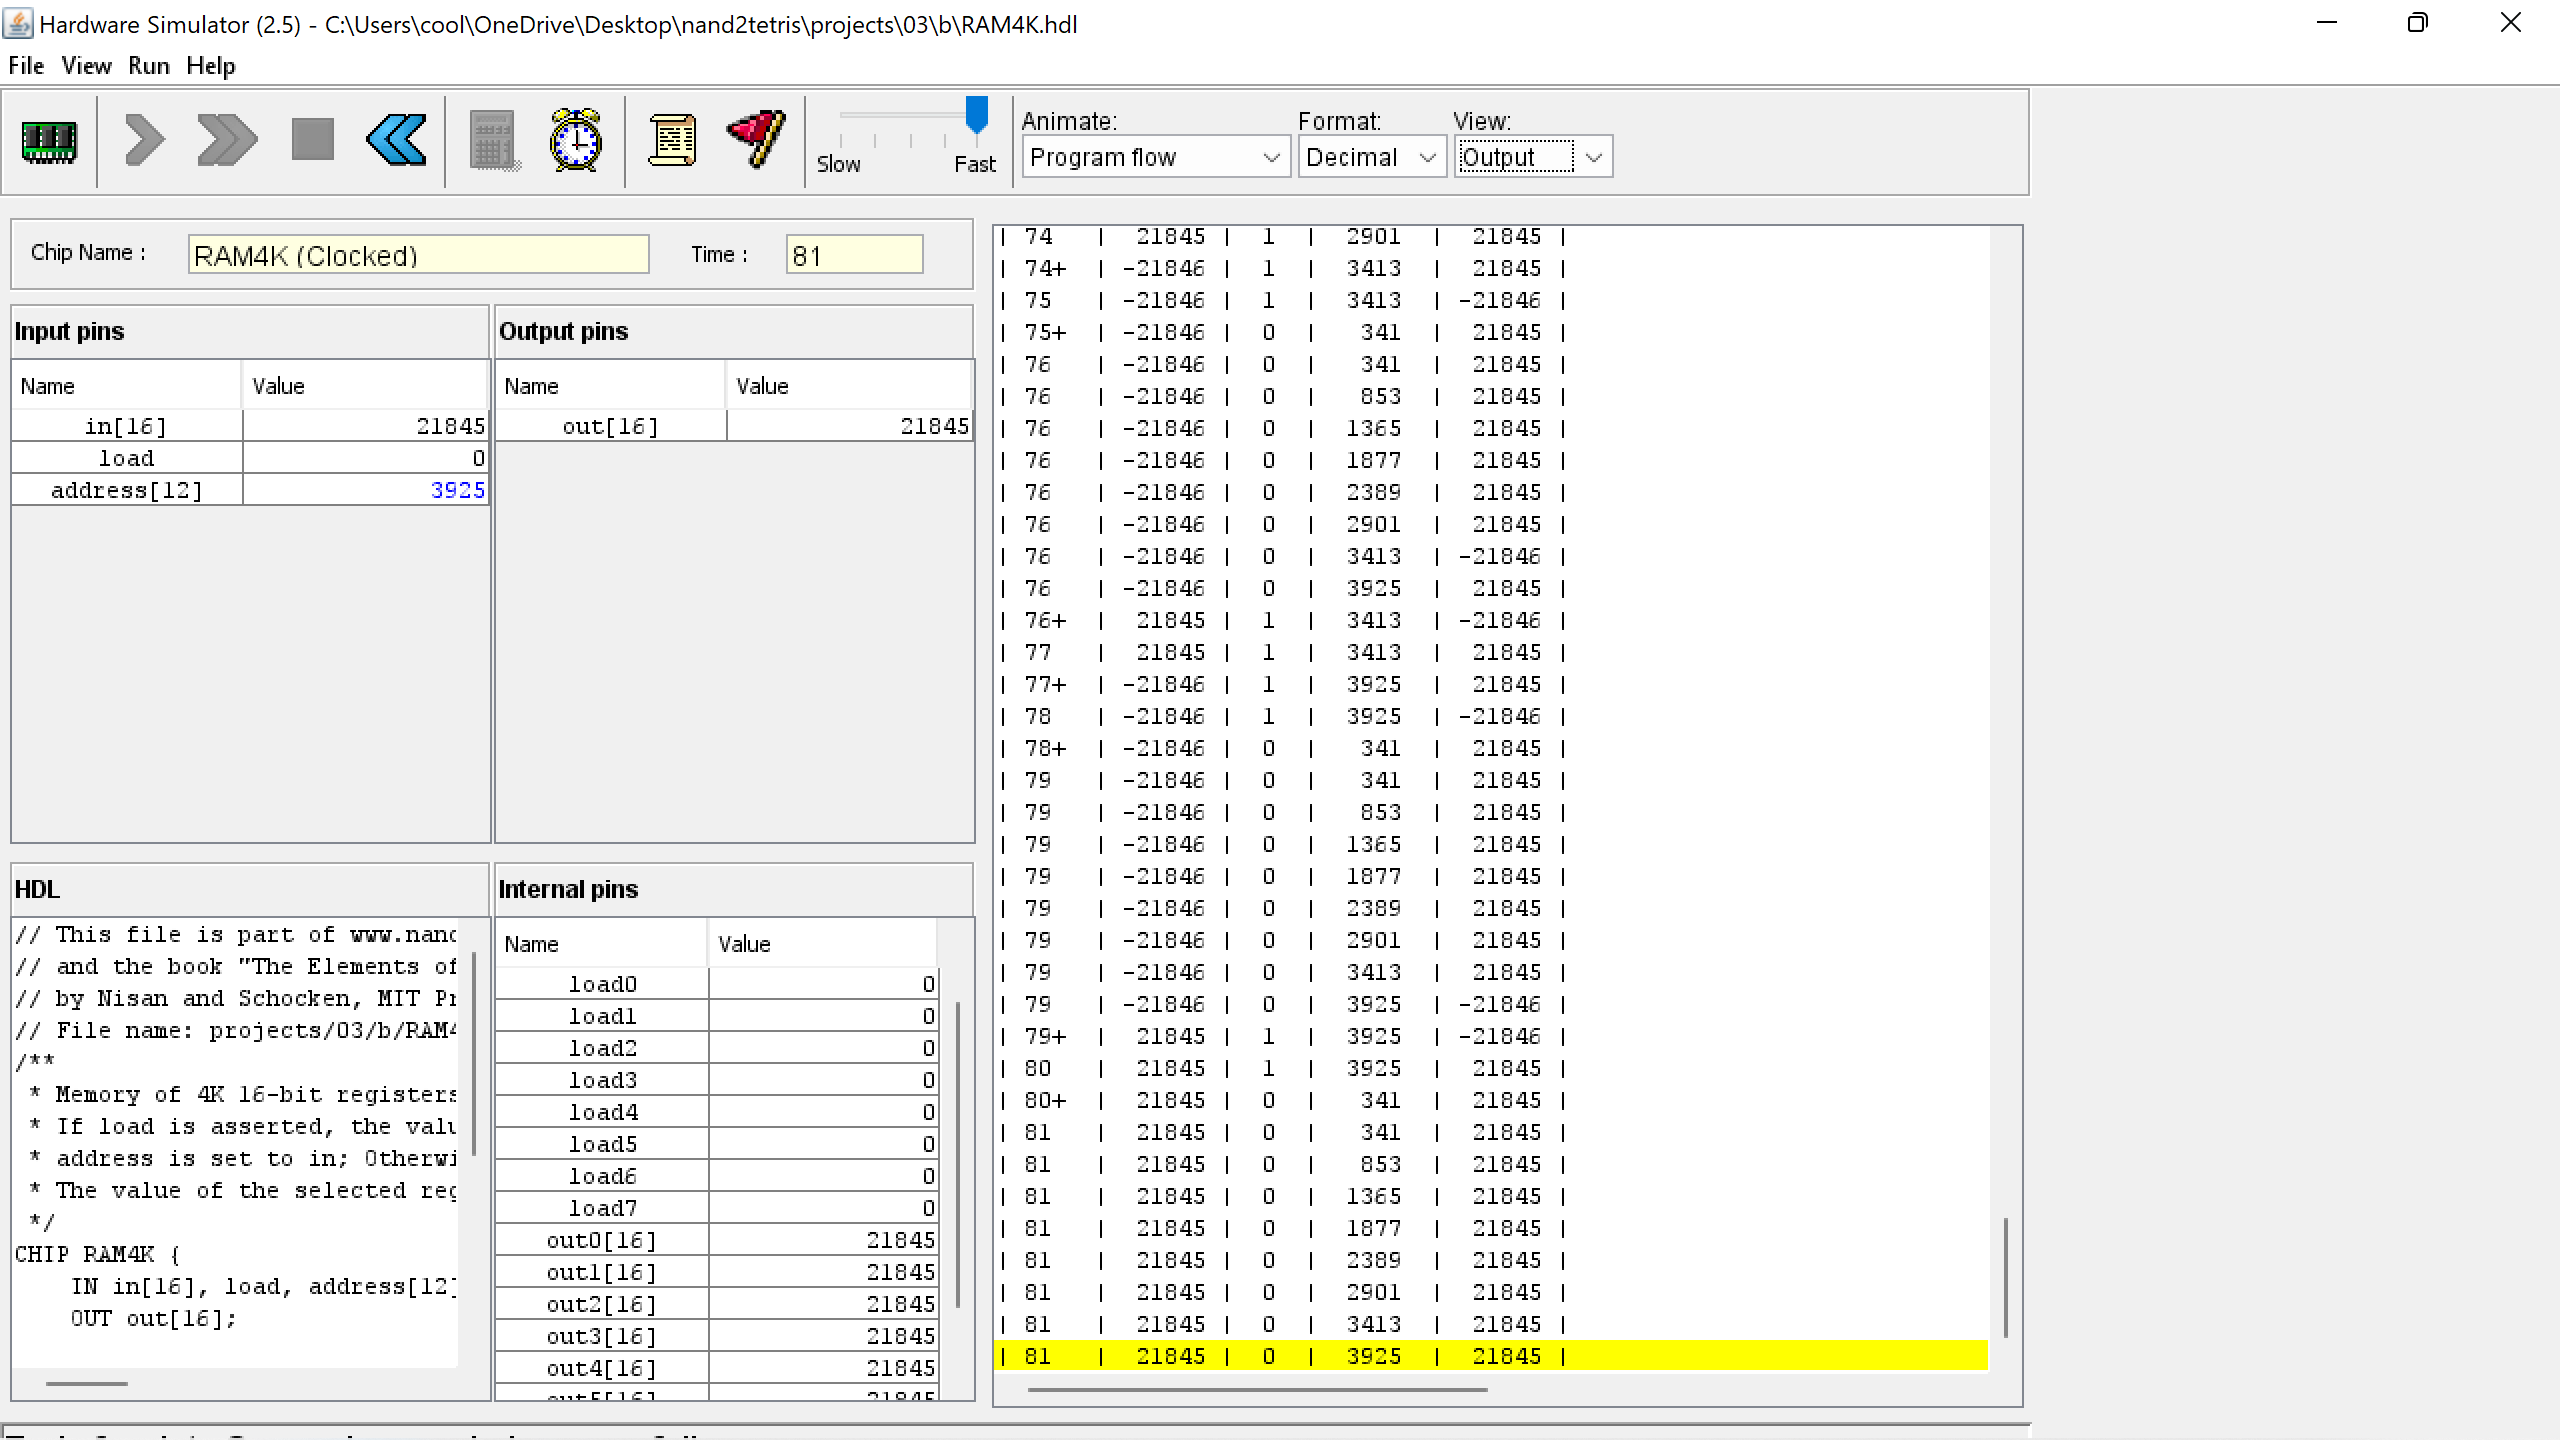 Hardware Simulator (2.5) - C:\Users\cool\OneDrive\Desktop\nand2tetris\projects\03\b\RAM4K.hdl
File View Run Help
Slow Fast
Animate: Format: View:
Program flow Decimal Output
Chip Name : RAM4K (Clocked) Time : 81
Input pins
Name Value
in[16] 21845
load 0
address[12] 3925
Output pins
Name Value
out[16] 21845
HDL
// This file is part of www.nand
// and the book "The Elements of
// by Nisan and Schocken, MIT Pr
// File name: projects/03/b/RAM4
/**
* Memory of 4K 16-bit registers
* If load is asserted, the valu
* address is set to in; Otherwi
* The value of the selected reg
*/
CHIP RAM4K {
IN in[16], load, address[12]
OUT out[16];
Internal pins
Name Value
load0 0
load1 0
load2 0
load3 0
load4 0
load5 0
load6 0
load7 0
out0[16] 21845
out1[16] 21845
out2[16] 21845
out3[16] 21845
out4[16] 21845
out5[16] 21845
| 74 | 21845 | 1 | 2901 | 21845 |
| 74+ | -21846 | 1 | 3413 | 21845 |
| 75 | -21846 | 1 | 3413 | -21846 |
| 75+ | -21846 | 0 | 341 | 21845 |
| 76 | -21846 | 0 | 341 | 21845 |
| 76 | -21846 | 0 | 853 | 21845 |
| 76 | -21846 | 0 | 1365 | 21845 |
| 76 | -21846 | 0 | 1877 | 21845 |
| 76 | -21846 | 0 | 2389 | 21845 |
| 76 | -21846 | 0 | 2901 | 21845 |
| 76 | -21846 | 0 | 3413 | -21846 |
| 76 | -21846 | 0 | 3925 | 21845 |
| 76+ | 21845 | 1 | 3413 | -21846 |
| 77 | 21845 | 1 | 3413 | 21845 |
| 77+ | -21846 | 1 | 3925 | 21845 |
| 78 | -21846 | 1 | 3925 | -21846 |
| 78+ | -21846 | 0 | 341 | 21845 |
| 79 | -21846 | 0 | 341 | 21845 |
| 79 | -21846 | 0 | 853 | 21845 |
| 79 | -21846 | 0 | 1365 | 21845 |
| 79 | -21846 | 0 | 1877 | 21845 |
| 79 | -21846 | 0 | 2389 | 21845 |
| 79 | -21846 | 0 | 2901 | 21845 |
| 79 | -21846 | 0 | 3413 | 21845 |
| 79 | -21846 | 0 | 3925 | -21846 |
| 79+ | 21845 | 1 | 3925 | -21846 |
| 80 | 21845 | 1 | 3925 | 21845 |
| 80+ | 21845 | 0 | 341 | 21845 |
| 81 | 21845 | 0 | 341 | 21845 |
| 81 | 21845 | 0 | 853 | 21845 |
| 81 | 21845 | 0 | 1365 | 21845 |
| 81 | 21845 | 0 | 1877 | 21845 |
| 81 | 21845 | 0 | 2389 | 21845 |
| 81 | 21845 | 0 | 2901 | 21845 |
| 81 | 21845 | 0 | 3413 | 21845 |
| 81 | 21845 | 0 | 3925 | 21845 |